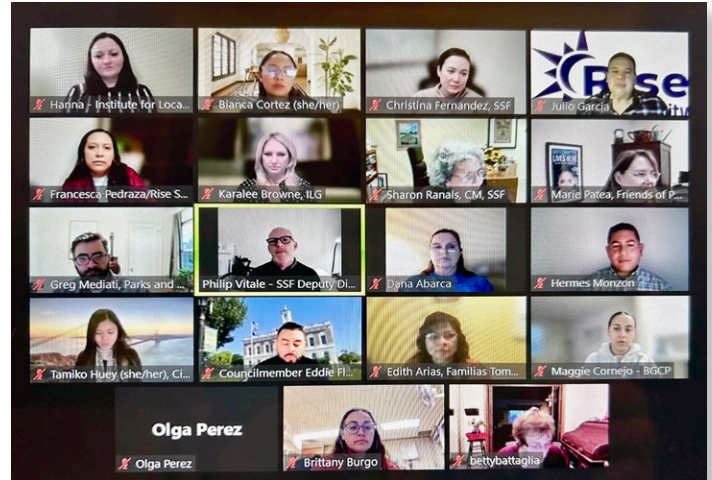 Hanna - Institute for Loca...
Bianca Cortez (she/her)
Christina Fernandez, SSF
Julio Garcia
Francesca Pedraza/Rise S...
Karalee Browne, ILG
Sharon Ranals, CM, SSF
LIVES HERE
Marie Patea, Friends of P...
Greg Mediati, Parks and ...
Philip Vitale - SSF Deputy Di...
Dana Abarca
Hermes Monzon
Tamiko Huey (she/her), Ci...
Councilmember Eddie Fl...
Edith Arias, Familias Tom...
Maggie Cornejo - BGCP
Olga Perez
Olga Perez
Brittany Burgo
bettybattaglia